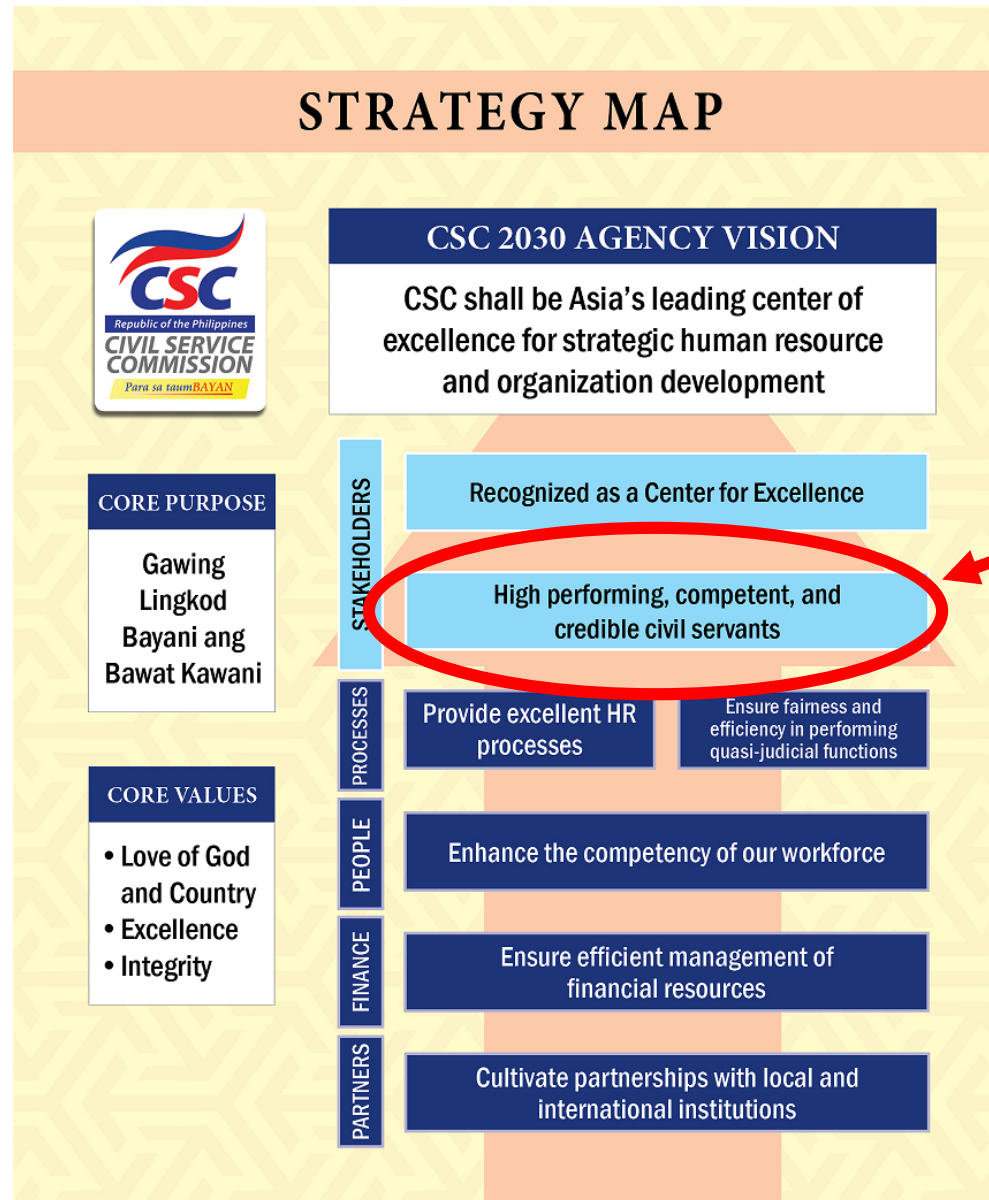 STRATEGY MAP
CSC
Republic of the Philippines
CIVIL SERVICE
COMMISSION
Para sa taumBAYAN
CSC 2030 AGENCY VISION
CSC shall be Asia’s leading center of
excellence for strategic human resource
and organization development
CORE PURPOSE
Gawing
Lingkod
Bayani ang
Bawat Kawani
CORE VALUES
• Love of God
and Country
• Excellence
• Integrity
STAKEHOLDERS
Recognized as a Center for Excellence
High performing, competent, and
credible civil servants
PROCESSES
Provide excellent HR
processes
Ensure fairness and
efficiency in performing
quasi-judicial functions
PEOPLE
Enhance the competency of our workforce
FINANCE
Ensure efficient management of
financial resources
PARTNERS
Cultivate partnerships with local and
international institutions